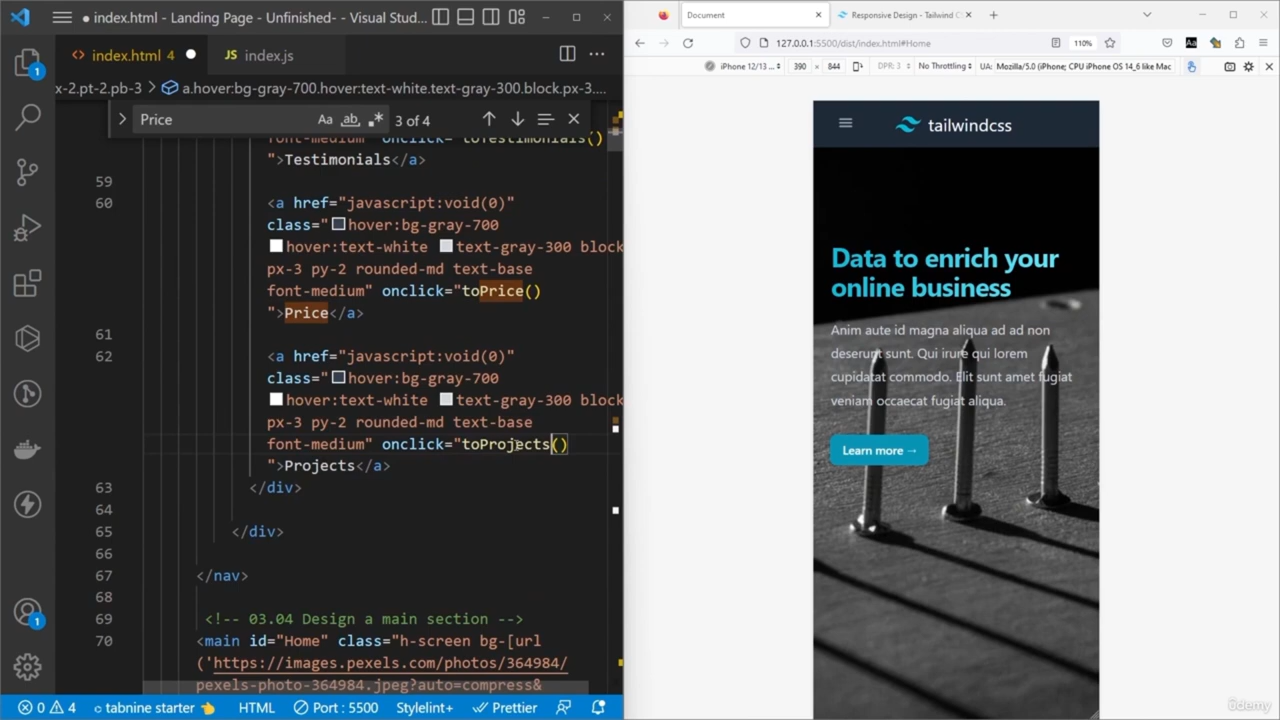 index.html - Landing Page - Unfinished- - Visual Stud...
index.html 4
JS index.js
x-2.pt-2.pb-3 > a.hover:bg-gray-700.hover:text-white.text-gray-300.block.px-3....
Price
Aa ab
3 of 4
font-medium" onclick="toTestimonials()
">Testimonials</a>
59
60 <a href="javascript:void(0)"
class="hover:bg-gray-700
hover:text-white text-gray-300 block
px-3 py-2 rounded-md text-base
font-medium" onclick="toPrice()
">Price</a>
61
62 <a href="javascript:void(0)"
class="hover:bg-gray-700
hover:text-white text-gray-300 block
px-3 py-2 rounded-md text-base
font-medium" onclick="toProjects()
">Projects</a>
63 </div>
64
65 </div>
66
67 </nav>
68
69 <!-- 03.04 Design a main section -->
70 <main id="Home" class="h-screen bg-[url
('https://images.pexels.com/photos/364984/
pexels-photo-364984.jpeg?auto=compress&
1
1
0 4 tabnine starter HTML Port : 5500 Stylelint+ Prettier
Document
Responsive Design - Tailwind CS
127.0.0.1:5500/dist/index.html#Home
110%
Aa
iPhone 12/13 ... 390 × 844 DPR: 3 No Throttling UA: Mozilla/5.0 (iPhone; CPU iPhone OS 14_6 like Mac
tailwindcss
Data to enrich your
online business
Anim aute id magna aliqua ad ad non
deserunt sunt. Qui irure qui lorem
cupidatat commodo. Elit sunt amet fugiat
veniam occaecat fugiat aliqua.
Learn more →
ûdemy